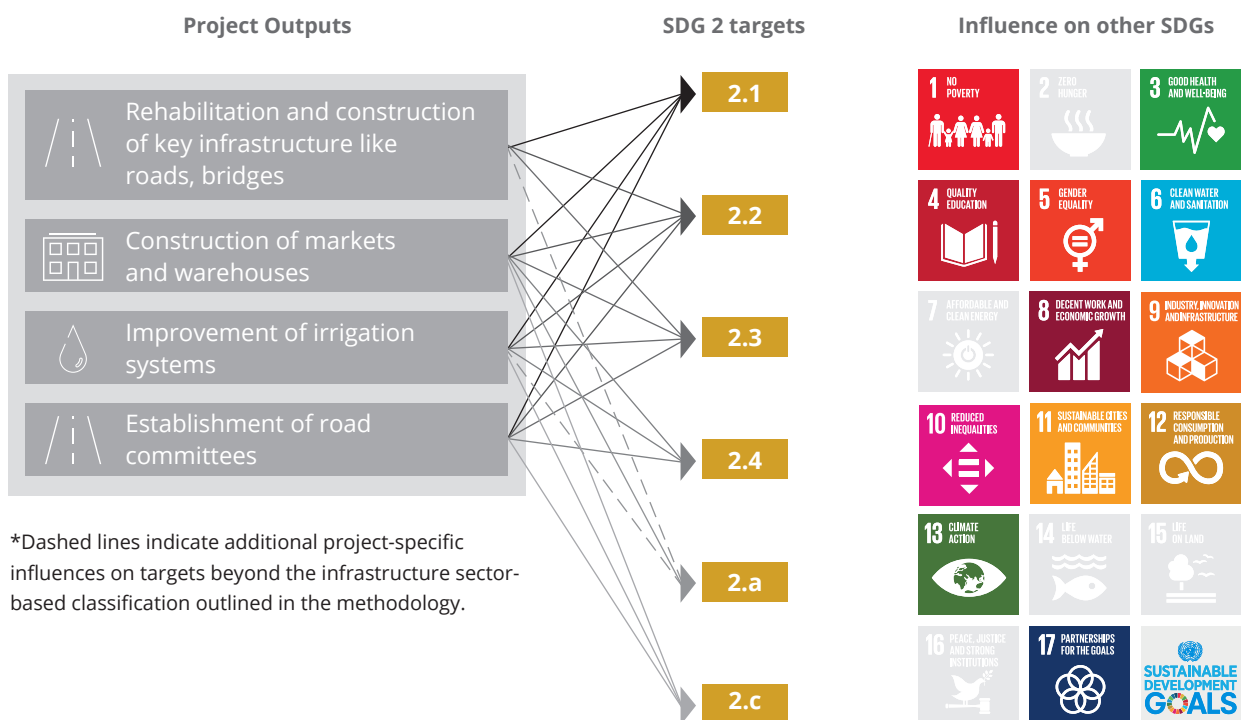 Project Outputs
SDG 2 targets
Influence on other SDGs
Rehabilitation and construction
of key infrastructure like
roads, bridges
Construction of markets
and warehouses
Improvement of irrigation
systems
Establishment of road
committees
*Dashed lines indicate additional project-specific
influences on targets beyond the infrastructure sector-
based classification outlined in the methodology.
2.1
2.2
2.3
2.4
2.a
2.c
1 NO
POVERTY
2 ZERO
HUNGER
3 GOOD HEALTH
AND WELL-BEING
4 QUALITY
EDUCATION
5 GENDER
EQUALITY
6 CLEAN WATER
AND SANITATION
7 AFFORDABLE AND
CLEAN ENERGY
8 DECENT WORK AND
ECONOMIC GROWTH
9 INDUSTRY, INNOVATION
AND INFRASTRUCTURE
10 REDUCED
INEQUALITIES
11 SUSTAINABLE CITIES
AND COMMUNITIES
12 RESPONSIBLE
CONSUMPTION
AND PRODUCTION
13 CLIMATE
ACTION
14 LIFE
BELOW WATER
15 LIFE
ON LAND
16 PEACE, JUSTICE
AND STRONG
INSTITUTIONS
17 PARTNERSHIPS
FOR THE GOALS
SUSTAINABLE
DEVELOPMENT
GOALS